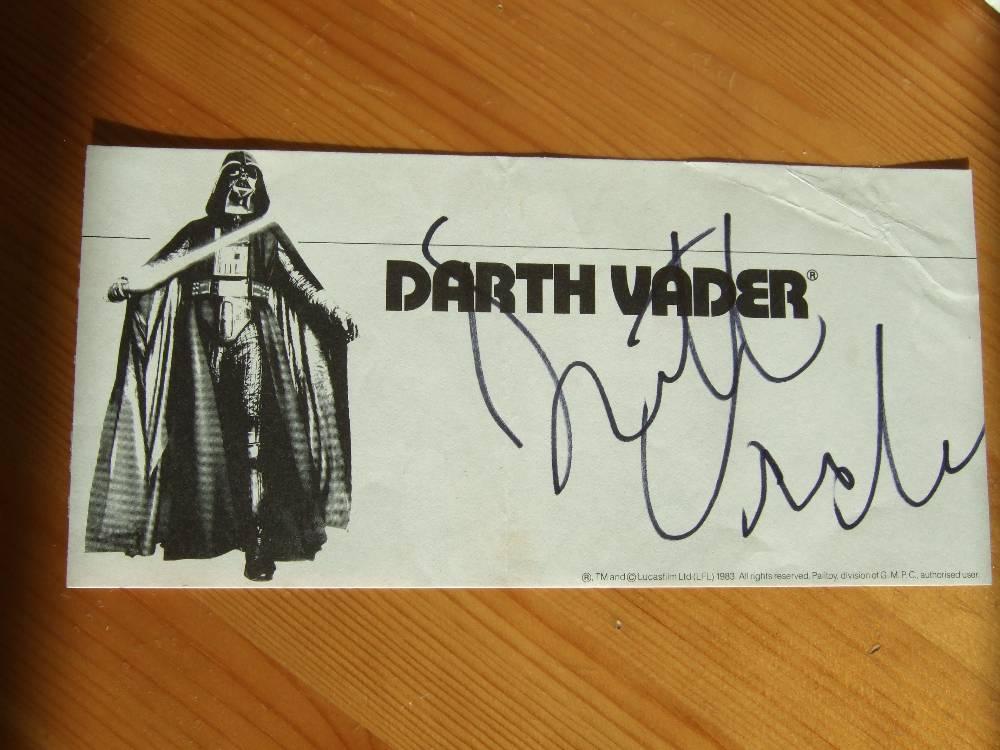 DARTH VADER®
Darth Vader
®, TM and © Lucasfilm Ltd (LFL) 1983. All rights reserved. Palitoy, division of G.M.P.C., authorised user.